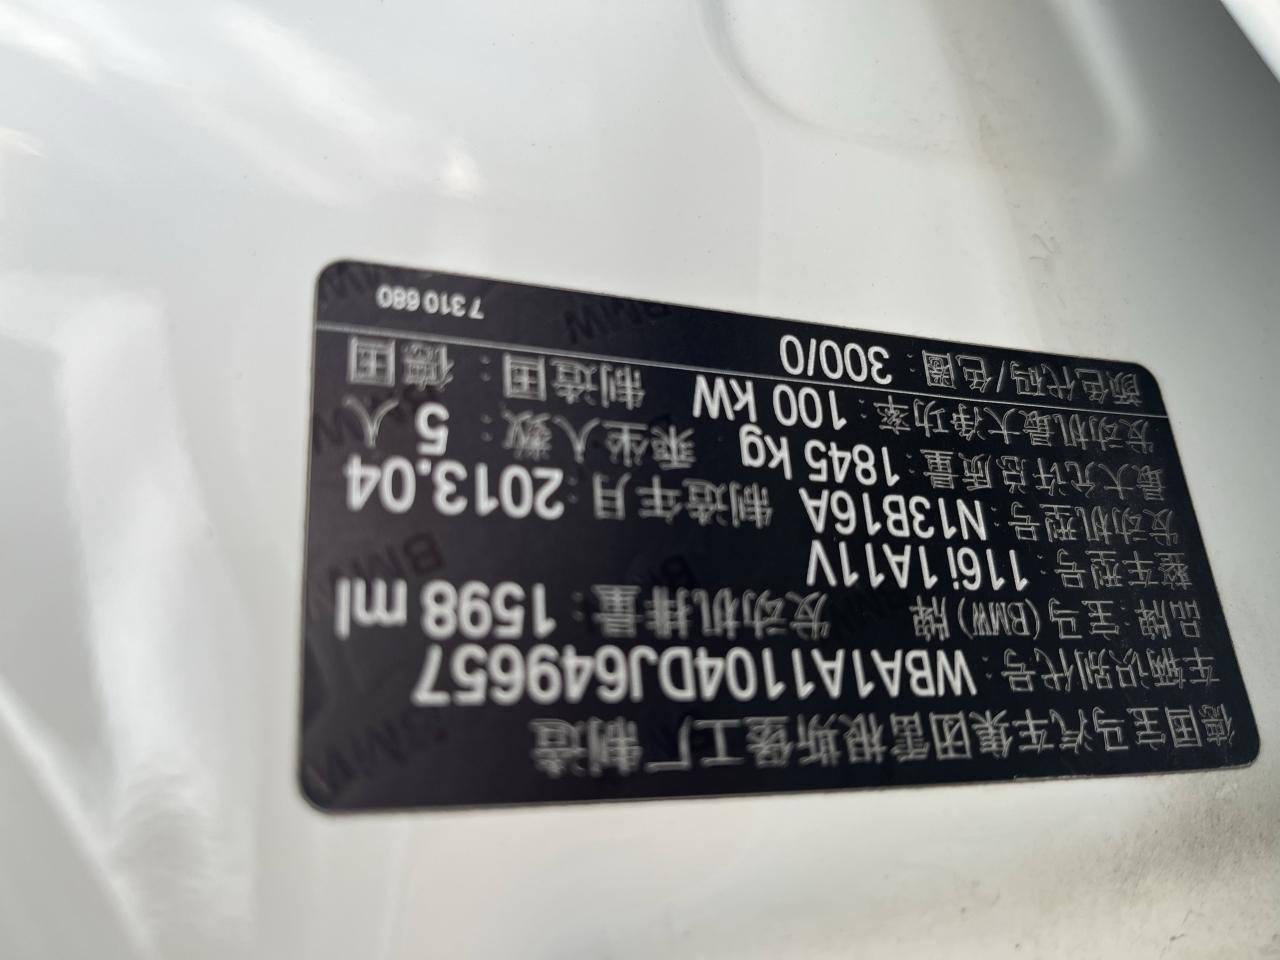 德国宝马汽车集团雷根斯堡工厂 制造
车辆识别代号：WBA1A1104DJ649657
品牌：宝马(BMW)牌 发动机排量：1598 ml
整车型号：116i 1A11V
发动机型号：N13B16A 制造年月：2013.04
最大允许总质量：1845 kg 乘坐人数：5 人
发动机最大净功率：100 kW 制造国：德国
颜色代码/色圈：300/0
7 310 680